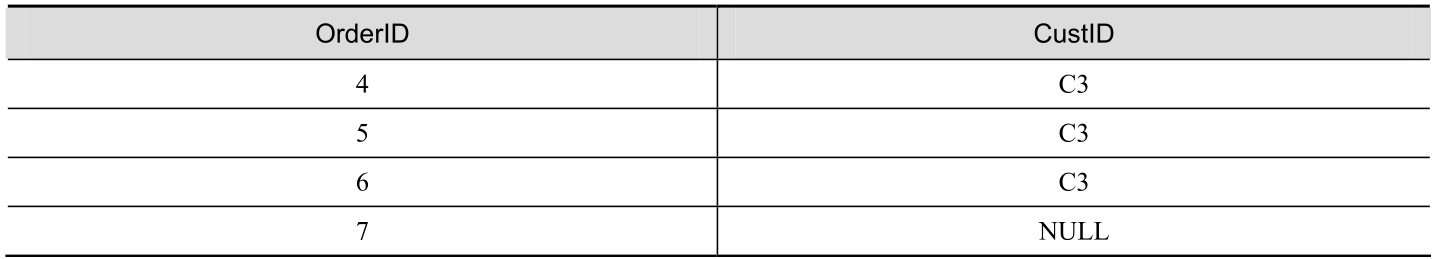 OrderID CustID
4 C3
5 C3
6 C3
7 NULL